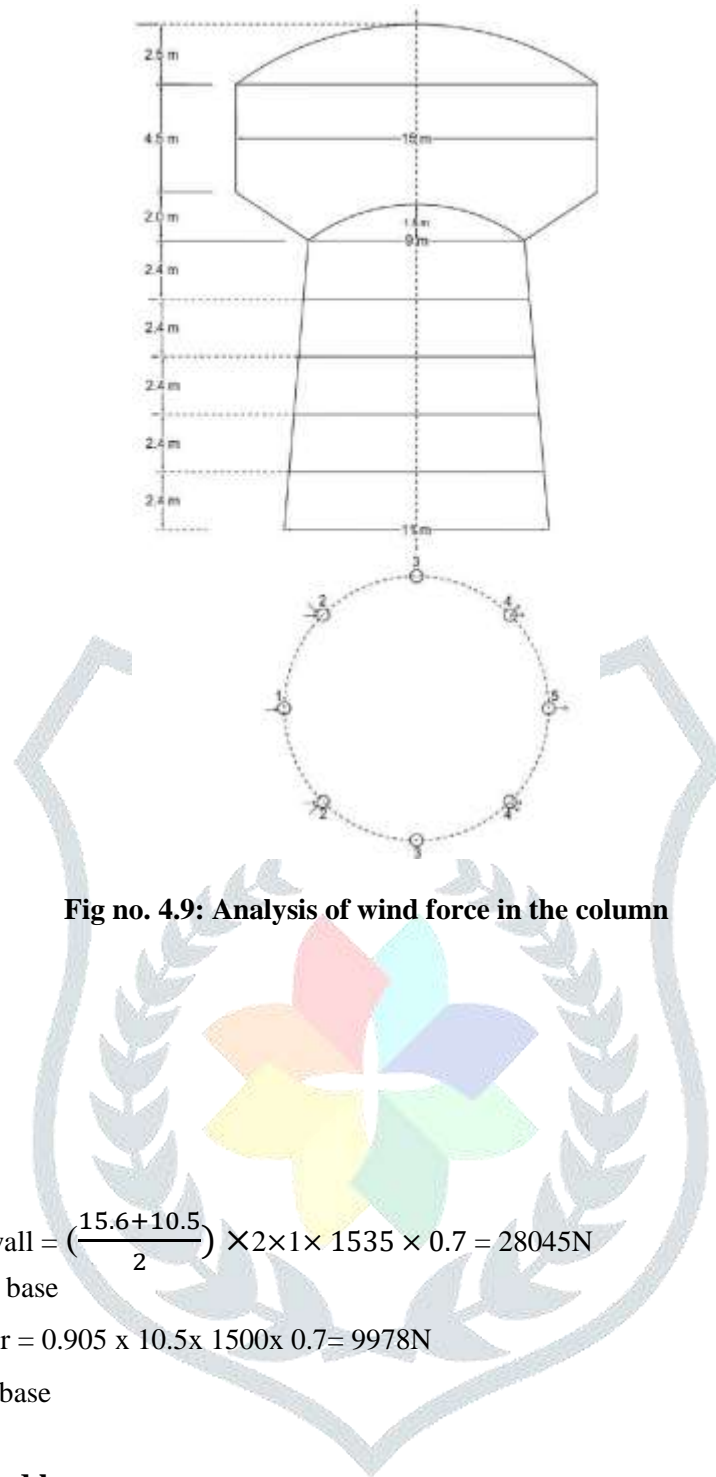 2.5 m
4.5 m
15 m
2.0 m
9 m
2.4 m
2.4 m
2.4 m
2.4 m
2.4 m
3
2
4
1
5
2
4
3
Fig no. 4.9: Analysis of wind force in the column
all = (15.6+10.5/2) ×2×1× 1535 × 0.7 = 28045N
base
r = 0.905 x 10.5x 1500x 0.7= 9978N
base